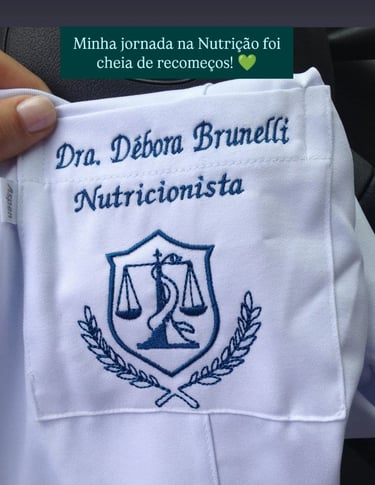 Minha jornada na Nutrição foi
cheia de recomeços! 💚
Dra. Débora Brunelli
Nutricionista